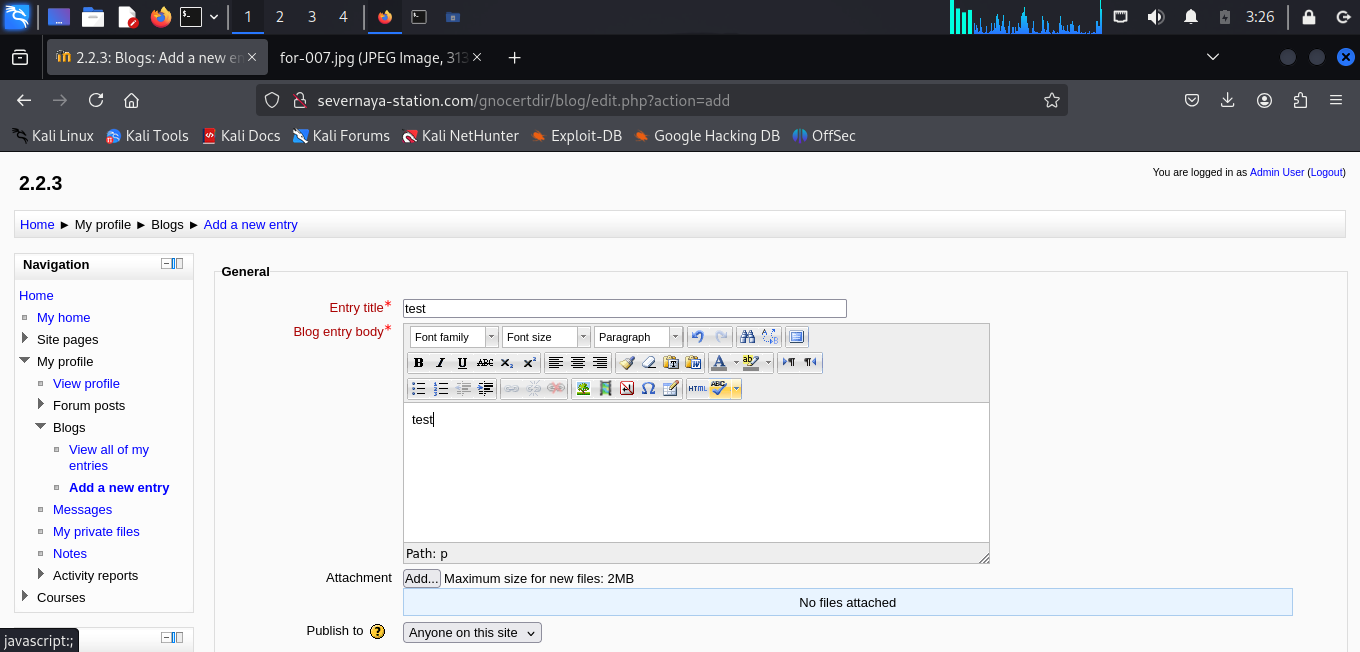 1 2 3 4 3:26
2.2.3: Blogs: Add a new en for-007.jpg (JPEG Image, 313
severnaya-station.com/gnocertdir/blog/edit.php?action=add
Kali Linux Kali Tools Kali Docs Kali Forums Kali NetHunter Exploit-DB Google Hacking DB OffSec
You are logged in as Admin User (Logout)
2.2.3
Home ► My profile ► Blogs ► Add a new entry
Navigation
Home
My home
Site pages
My profile
View profile
Forum posts
Blogs
View all of my
entries
Add a new entry
Messages
My private files
Notes
Activity reports
Courses
General
Entry title* test
Blog entry body*
Font family Font size Paragraph
B I U ABC x₂ x² A ab
HTML ABC
test
Path: p
Attachment Add... Maximum size for new files: 2MB
No files attached
Publish to ? Anyone on this site
javascript:;